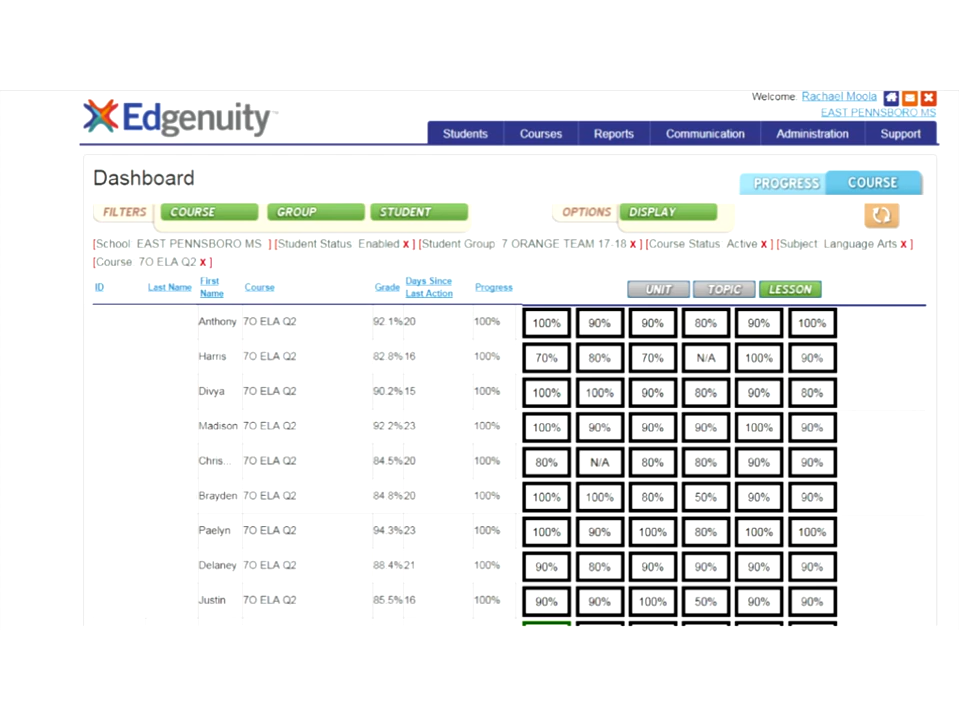 Welcome Rachael Moola
EAST PENNSBORO MS
Edgenuity™
Students Courses Reports Communication Administration Support
Dashboard
PROGRESS COURSE
FILTERS COURSE GROUP STUDENT OPTIONS DISPLAY
[School EAST PENNSBORO MS ] [Student Status Enabled x ] [Student Group 7 ORANGE TEAM 17-18 x ] [Course Status Active x ] [Subject Language Arts x ]
[Course 7O ELA Q2 x ]
ID Last Name First Name Course Grade Days Since Last Action Progress UNIT TOPIC LESSON
Anthony 7O ELA Q2 92.1% 20 100% 100% 90% 90% 80% 90% 100%
Harris 7O ELA Q2 82.8% 16 100% 70% 80% 70% N/A 100% 90%
Divya 7O ELA Q2 90.2% 15 100% 100% 100% 90% 80% 90% 80%
Madison 7O ELA Q2 92.2% 23 100% 100% 90% 90% 90% 100% 90%
Chris... 7O ELA Q2 84.5% 20 100% 80% N/A 80% 80% 90% 90%
Brayden 7O ELA Q2 84.8% 20 100% 100% 100% 80% 50% 90% 90%
Paelyn 7O ELA Q2 94.3% 23 100% 100% 90% 100% 80% 100% 100%
Delaney 7O ELA Q2 88.4% 21 100% 90% 80% 90% 90% 90% 90%
Justin 7O ELA Q2 85.5% 16 100% 90% 90% 100% 50% 90% 90%